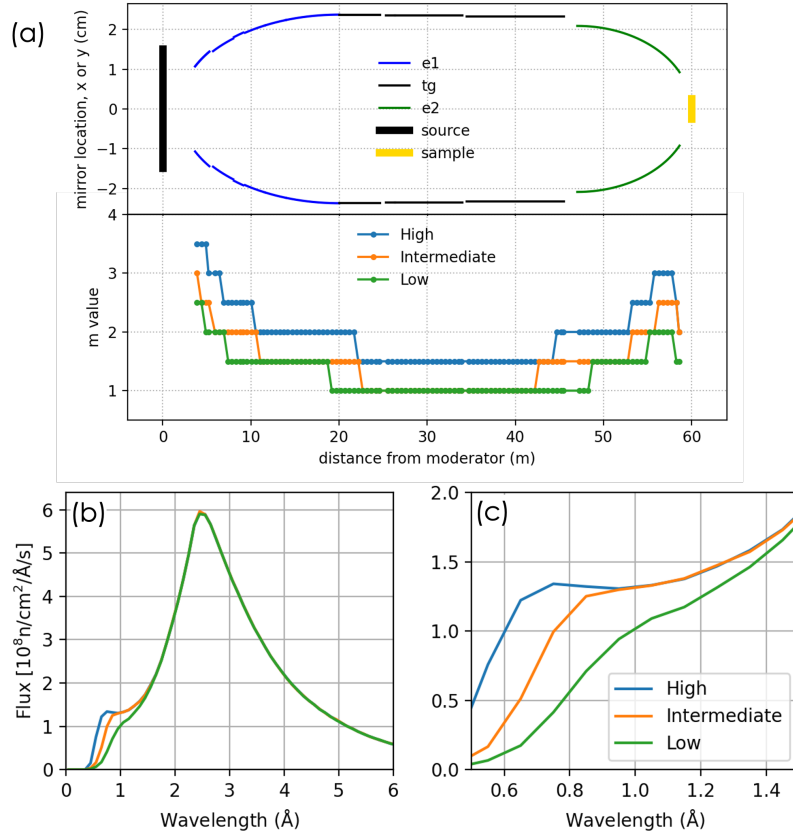 (a)
mirror location, x or y (cm)
2
1
0
−1
−2
e1
tg
e2
source
sample
m value
4
3
2
1
High
Intermediate
Low
0 10 20 30 40 50 60
distance from moderator (m)
(b)
Flux [10⁸n/cm²/Å/s]
6
5
4
3
2
1
0
0 1 2 3 4 5 6
Wavelength (Å)
(c)
2.0
1.5
1.0
0.5
0.0
High
Intermediate
Low
0.6 0.8 1.0 1.2 1.4
Wavelength (Å)